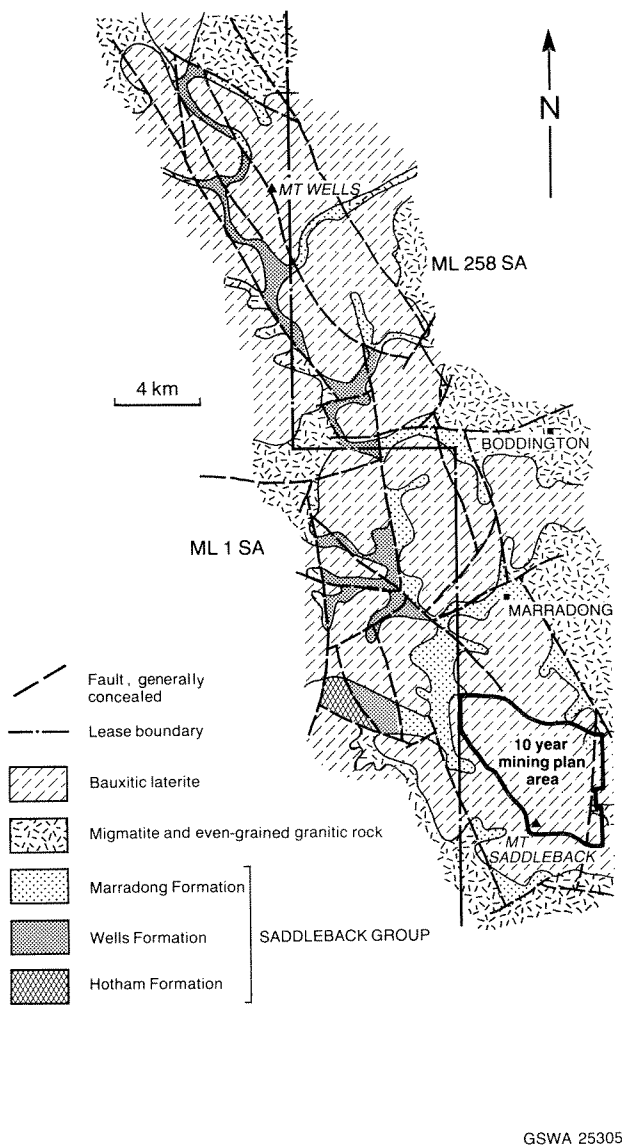 N
MT WELLS
ML 258 SA
4 km
BODDINGTON
ML 1 SA
MARRADONG
Fault, generally
concealed
Lease boundary
10 year
mining plan
area
Bauxitic laterite
Migmatite and even-grained granitic rock
MT
SADDLEBACK
Marradong Formation
Wells Formation
SADDLEBACK GROUP
Hotham Formation
GSWA 25305